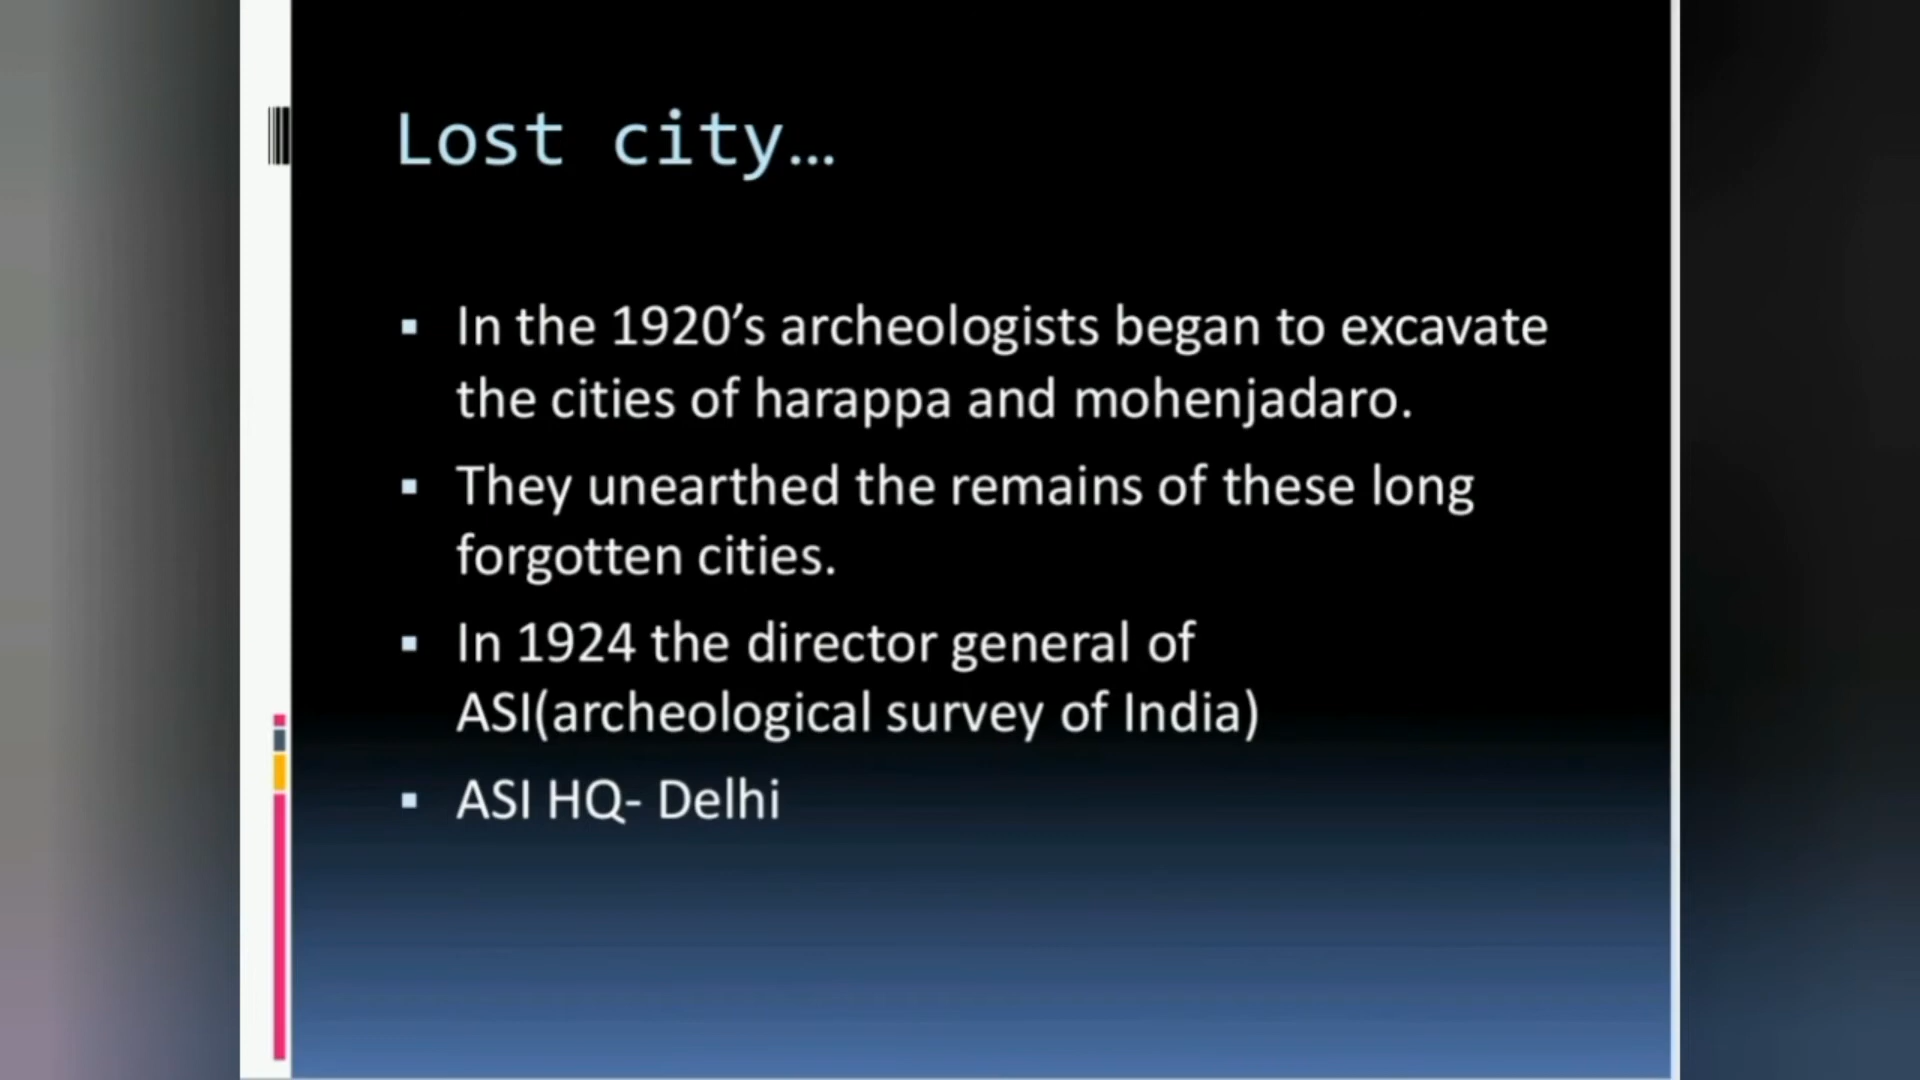 Lost city…
▪ In the 1920’s archeologists began to excavate
the cities of harappa and mohenjadaro.
▪ They unearthed the remains of these long
forgotten cities.
▪ In 1924 the director general of
ASI(archeological survey of India)
▪ ASI HQ- Delhi